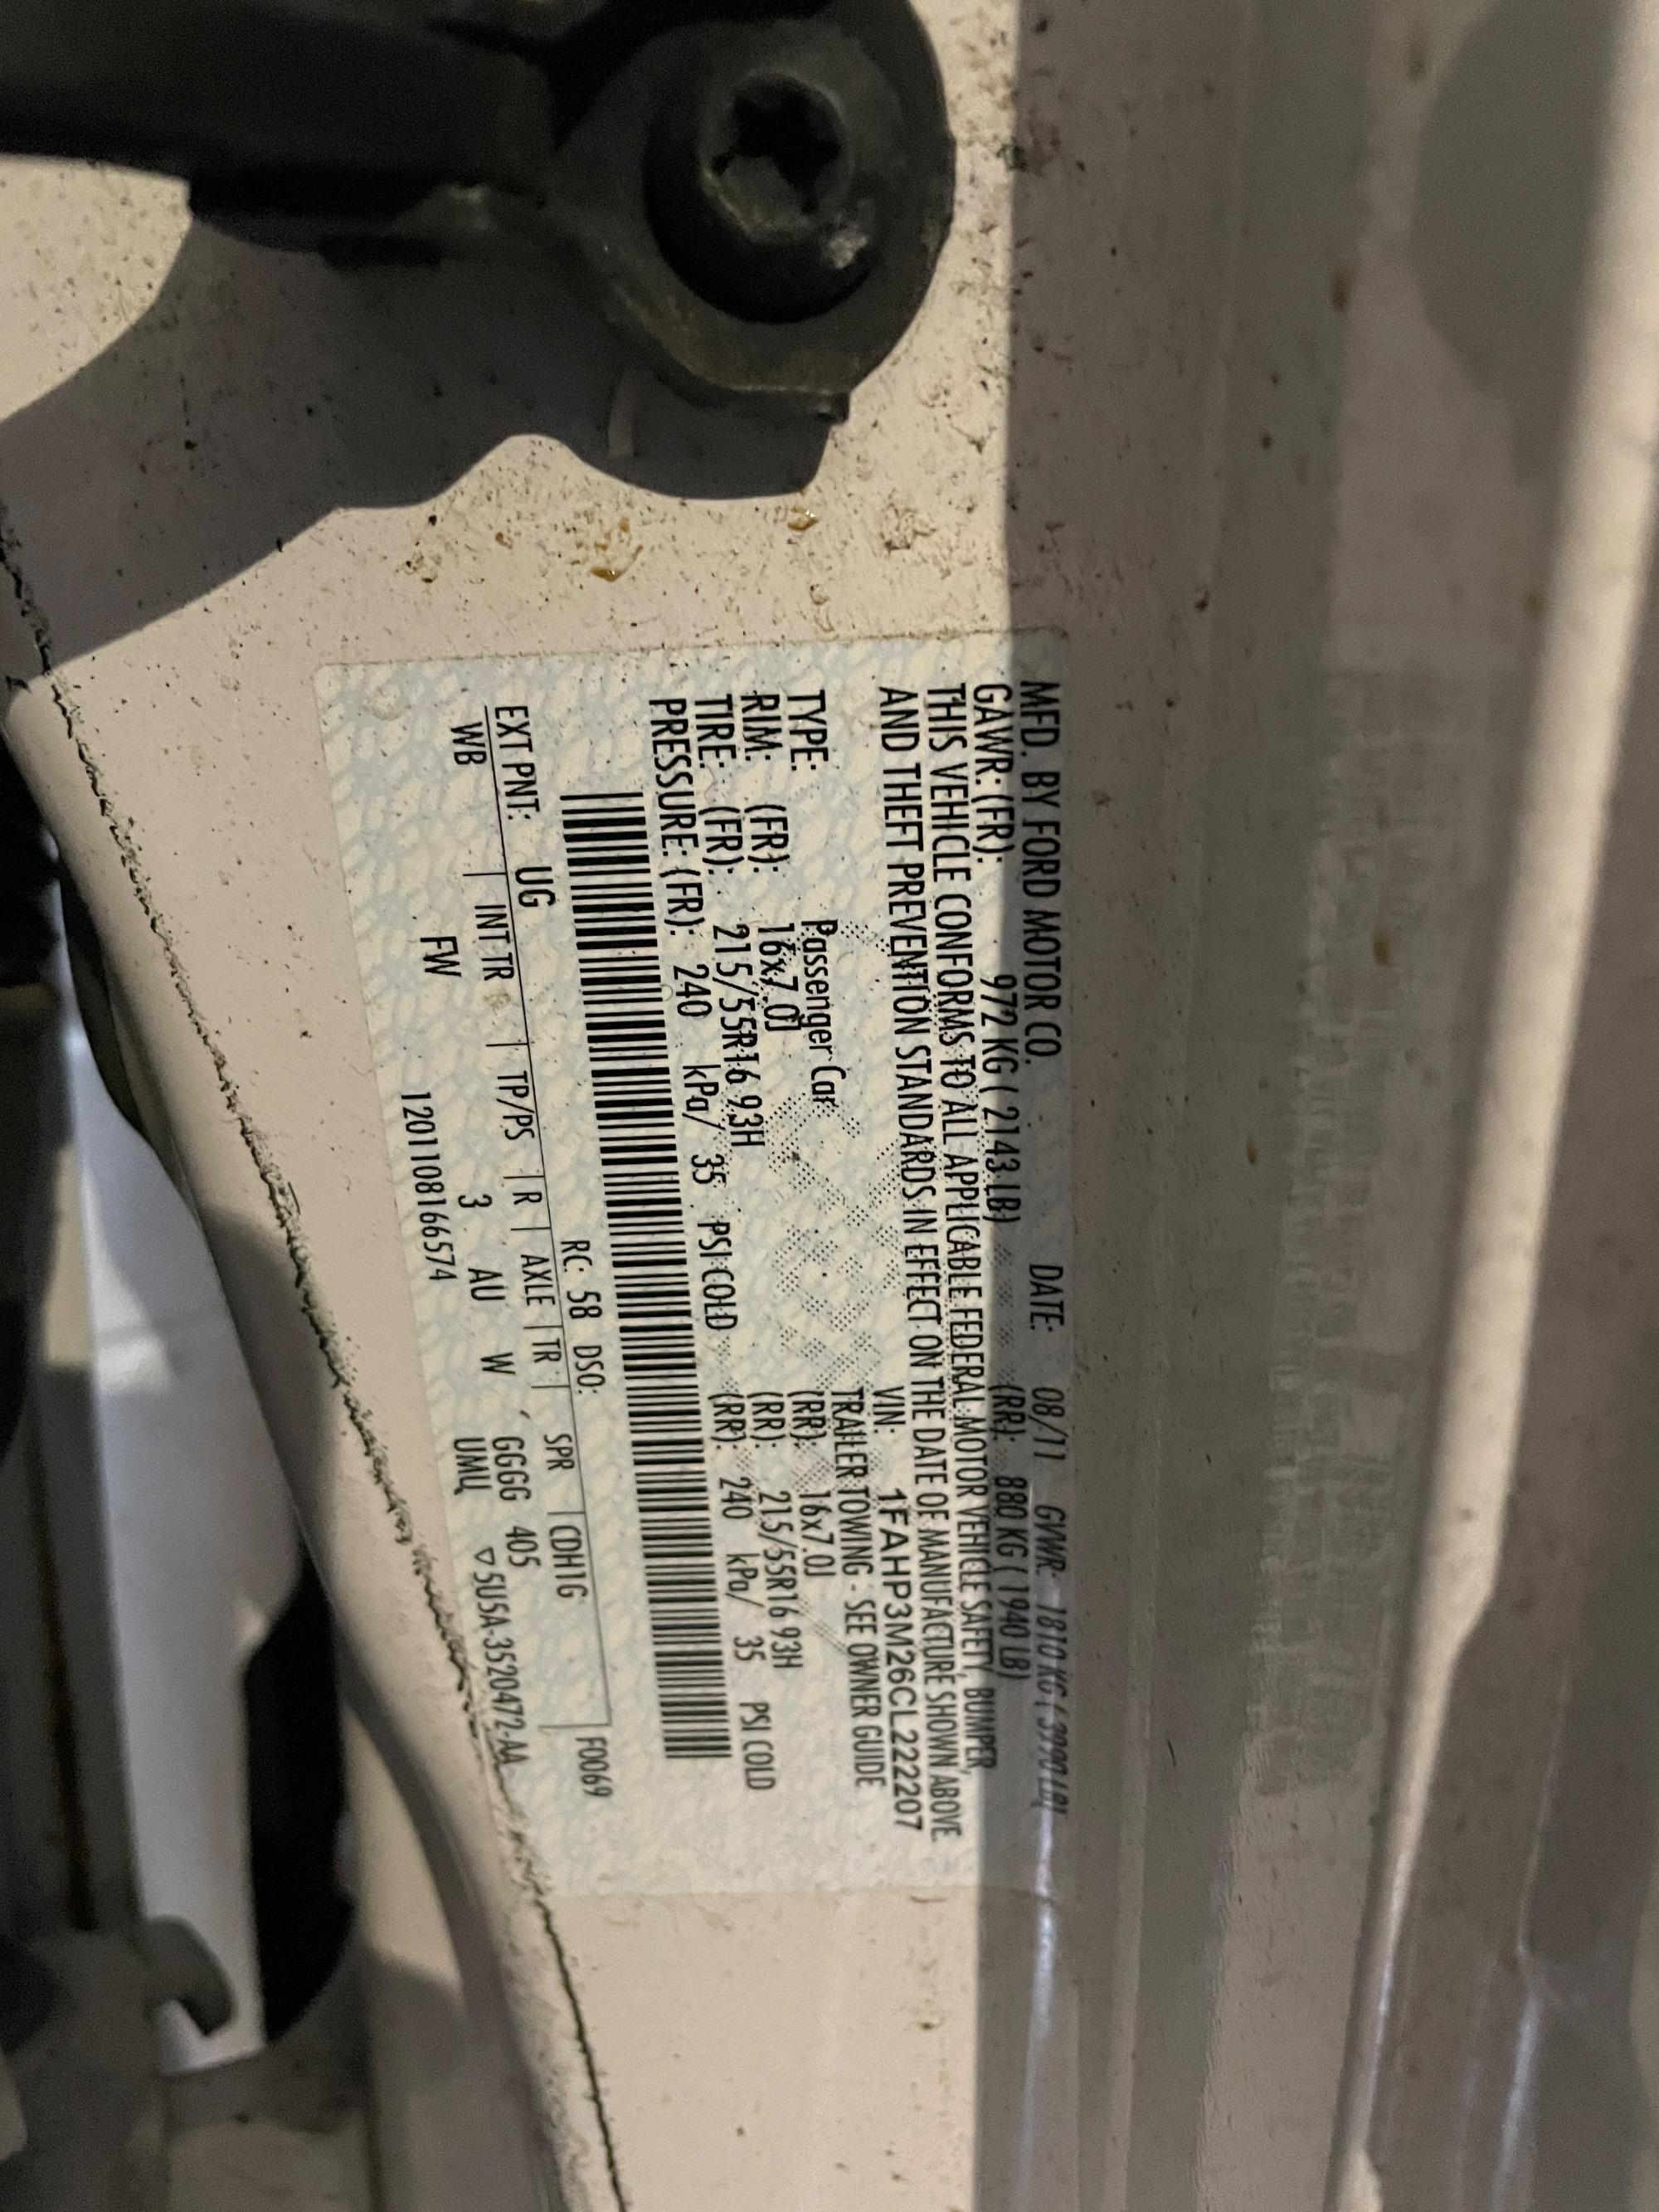 MFD. BY FORD MOTOR CO. DATE: 08/11 GVWR: 1810 KG ( 3990 LB)
GAWR: (FR): 972 KG ( 2143 LB) (RR): 880 KG ( 1940 LB)
THIS VEHICLE CONFORMS TO ALL APPLICABLE FEDERAL MOTOR VEHICLE SAFETY, BUMPER,
AND THEFT PREVENTION STANDARDS IN EFFECT ON THE DATE OF MANUFACTURE SHOWN ABOVE.
VIN: 1FAHP3M26CL222207
TYPE: Passenger Car TRAILER TOWING - SEE OWNER GUIDE
RIM: (FR): 16x7.0J (RR): 16x7.0J
TIRE: (FR): 215/55R16 93H (RR): 215/55R16 93H
PRESSURE: (FR): 240 kPa/ 35 PSI COLD (RR): 240 kPa/ 35 PSI COLD
F0069
RC: 58 DSO:
EXT PNT: UG
WB | INT TR | TP/PS | R | AXLE | TR | SPR | CDH1G
FW 3 AU W GGGG 405
1201108166574 UMU ▽5U5A-3520472-AA